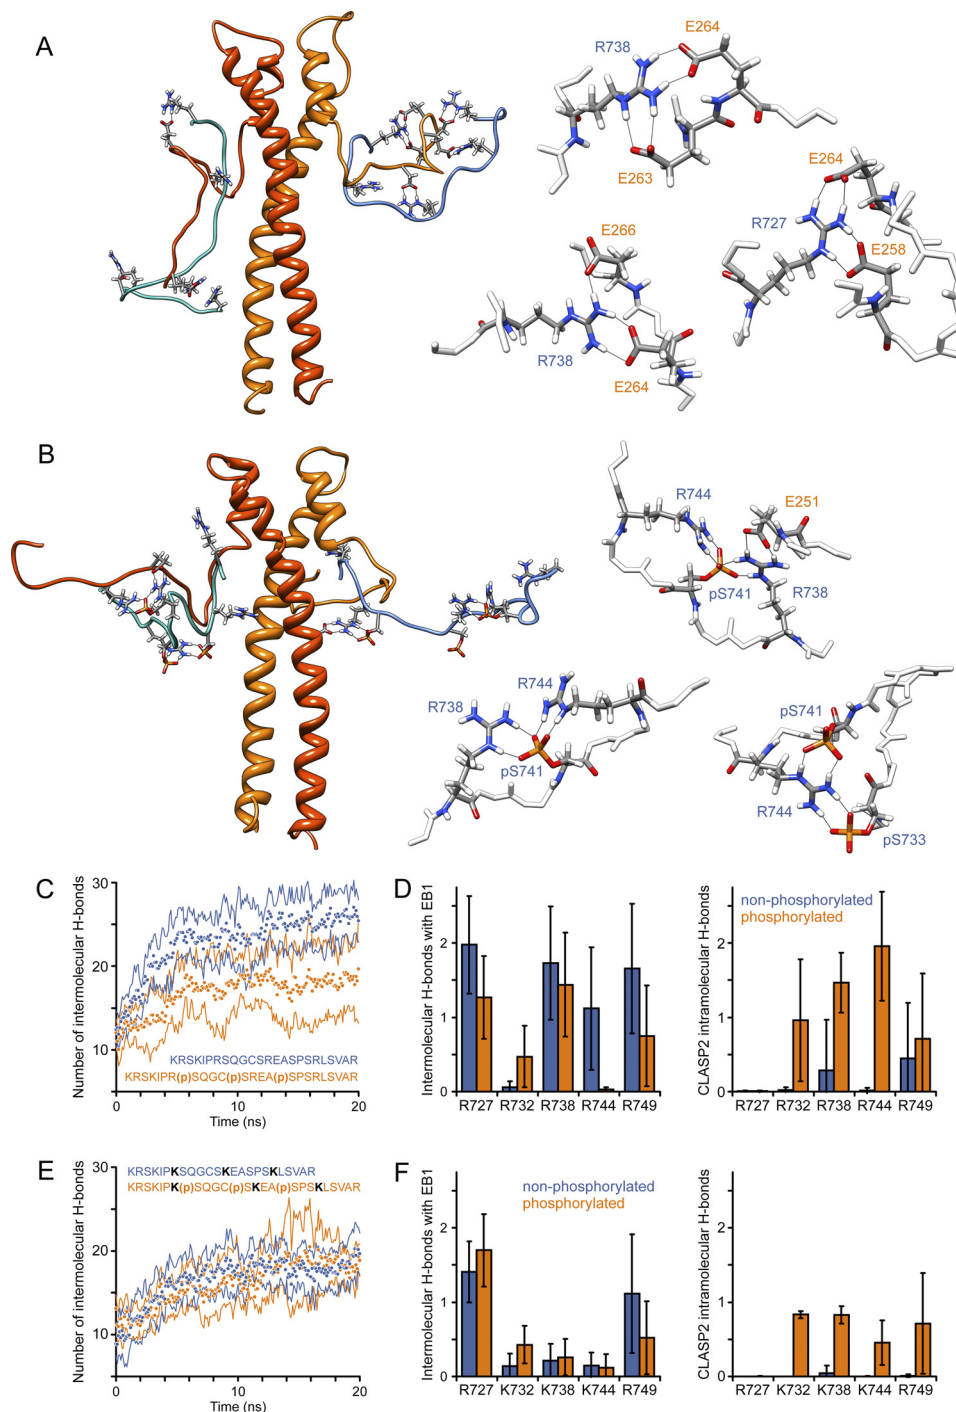 A
R738
E264
E263
E264
R727
E258
E266
R738
E264
B
R744
E251
pS741
R738
R738
R744
pS741
pS741
R744
pS733
C
Number of intermolecular H-bonds
30
20
10
KRSKIPRSQGCSREASPSRLSVAR
KRSKIPR(p)SQGC(p)SREA(p)SPSRLSVAR
0
10
20
Time (ns)
D
Intermolecular H-bonds with EB1
2
1
0
R727 R732 R738 R744 R749
CLASP2 intramolecular H-bonds
non-phosphorylated
phosphorylated
2
1
0
R727 R732 R738 R744 R749
E
Number of intermolecular H-bonds
KRSKIPKSQGCSKEASPSKLSVAR
KRSKIPK(p)SQGC(p)SKEA(p)SPSKLSVAR
30
20
10
0
10
20
Time (ns)
F
Intermolecular H-bonds with EB1
non-phosphorylated
phosphorylated
2
1
0
R727 K732 K738 K744 R749
CLASP2 intramolecular H-bonds
2
1
0
R727 K732 K738 K744 R749